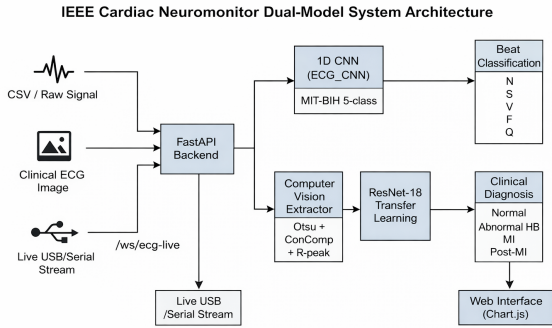 IEEE Cardiac Neuromonitor Dual-Model System Architecture
CSV / Raw Signal
Clinical ECG
Image
Live USB/Serial
Stream
/ws/ecg-live
FastAPI
Backend
Live USB
/Serial Stream
1D CNN
(ECG_CNN)
MIT-BIH 5-class
Beat
Classification
N
S
V
F
Q
Computer
Vision
Extractor
Otsu +
ConComp
+ R-peak
ResNet-18
Transfer
Learning
Clinical
Diagnosis
Normal
Abnormal HB
MI
Post-MI
Web Interface
(Chart.js)